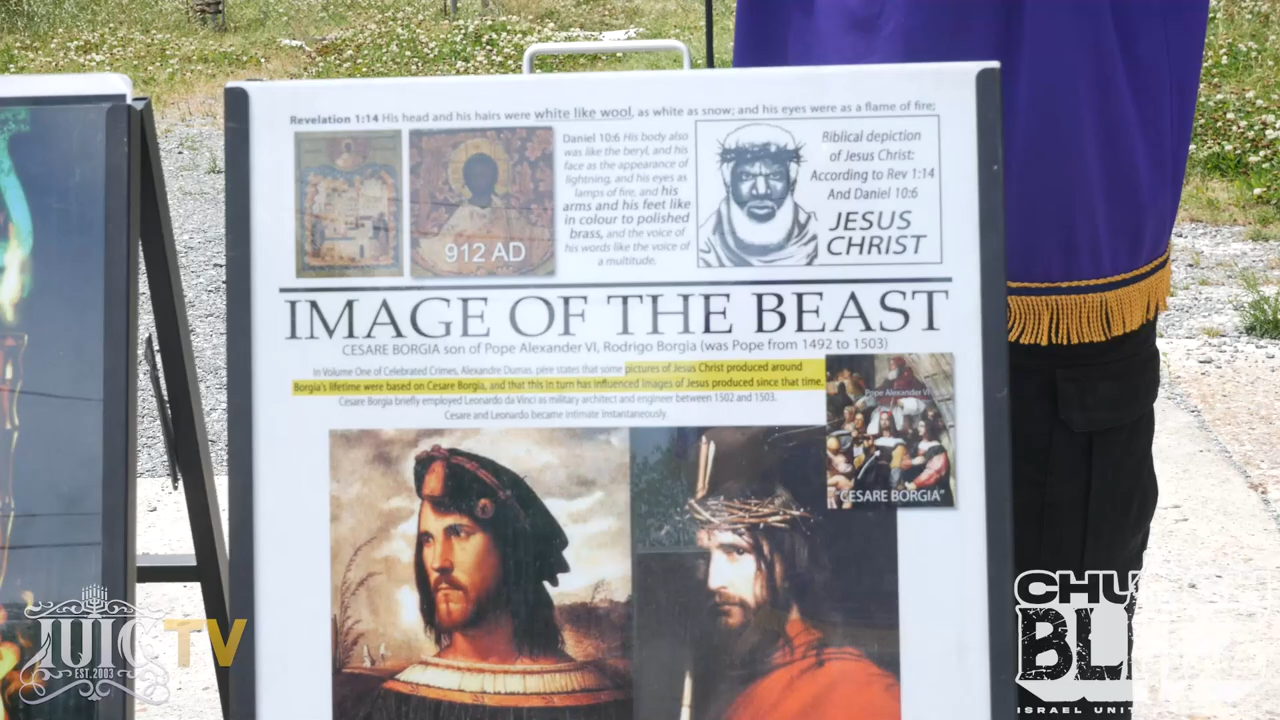 Revelation 1:14 His head and his hairs were white like wool, as white as snow; and his eyes were as a flame of fire;
912 AD
Daniel 10:6 His body also
was like the beryl, and his
face as the appearance of
lightning, and his eyes as
lamps of fire, and his
arms and his feet like
in colour to polished
brass, and the voice of
his words like the voice of
a multitude.
Biblical depiction
of Jesus Christ:
According to Rev 1:14
And Daniel 10:6
JESUS
CHRIST
IMAGE OF THE BEAST
CESARE BORGIA son of Pope Alexander VI, Rodrigo Borgia (was Pope from 1492 to 1503)
In Volume One of Celebrated Crimes, Alexandre Dumas, père states that some pictures of Jesus Christ produced around
Borgia's lifetime were based on Cesare Borgia, and that this in turn has influenced images of Jesus produced since that time.
Cesare Borgia briefly employed Leonardo da Vinci as military architect and engineer between 1502 and 1503.
Cesare and Leonardo became intimate instantaneously.
Pope Alexander VI
"CESARE BORGIA"
IUIC TV
EST. 2003
CHU
BL
ISRAEL UNIT